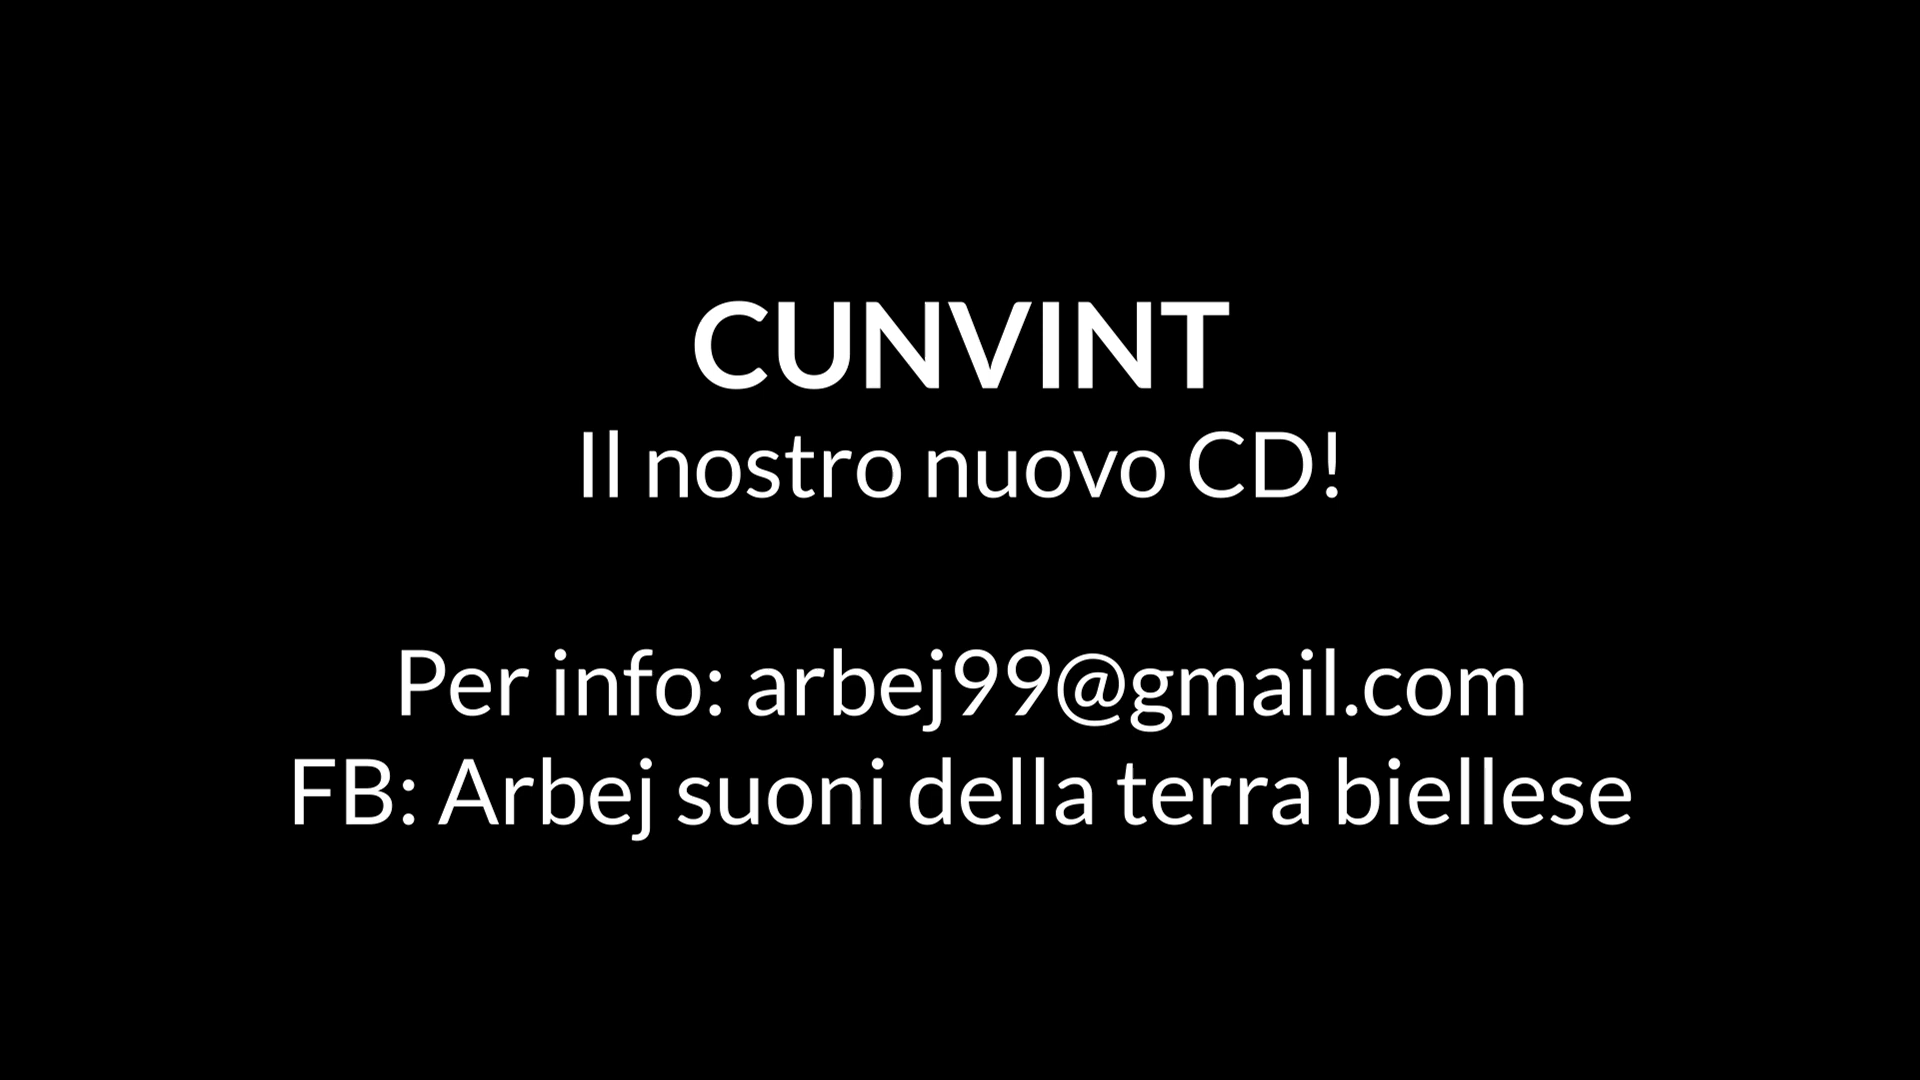 CUNVINT
Il nostro nuovo CD!
Per info: arbej99@gmail.com
FB: Arbej suoni della terra biellese